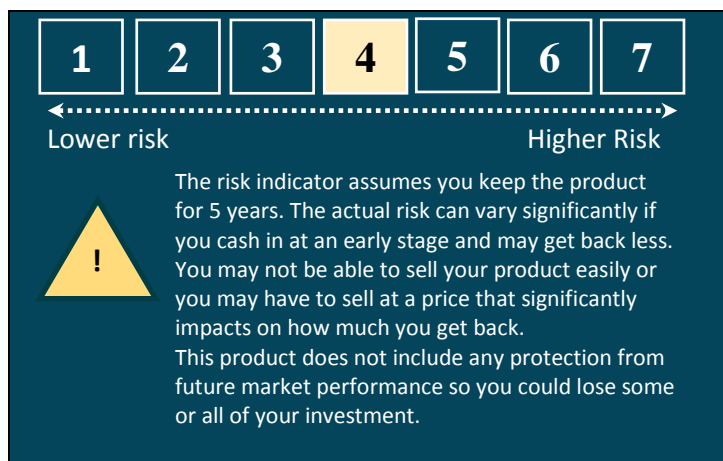 1 2 3 4 5 6 7
Lower risk Higher Risk
The risk indicator assumes you keep the product
for 5 years. The actual risk can vary significantly if
you cash in at an early stage and may get back less.
!
You may not be able to sell your product easily or
you may have to sell at a price that significantly
impacts on how much you get back.
This product does not include any protection from
future market performance so you could lose some
or all of your investment.